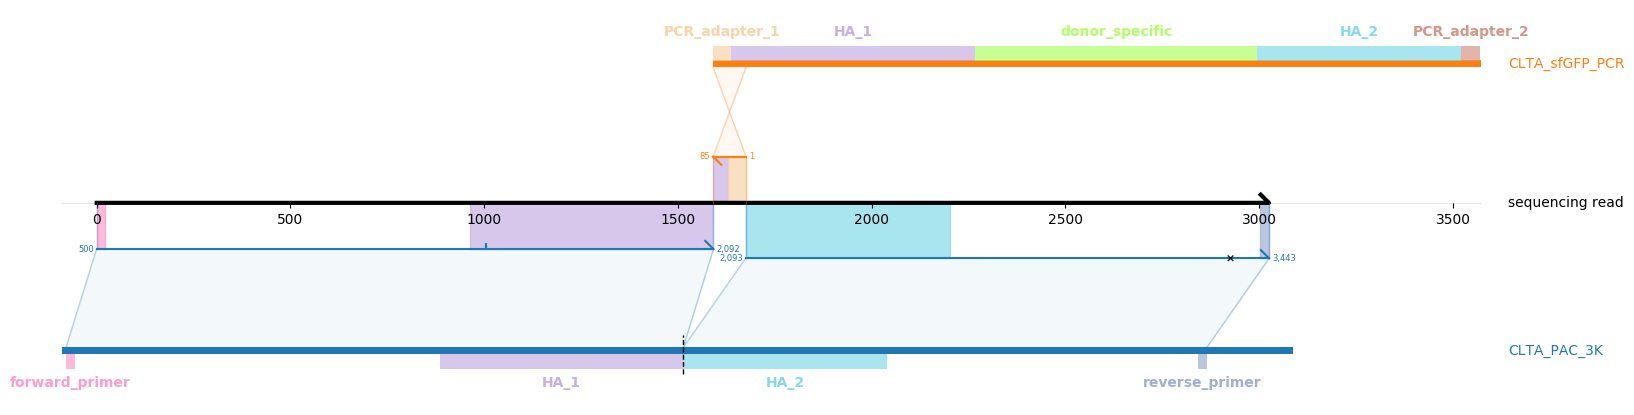 PCR_adapter_1 HA_1 donor_specific HA_2 PCR_adapter_2
CLTA_sfGFP_PCR
85 1
sequencing read
0 500 1000 1500 2000 2500 3000 3500
500 2,092
2,093 3,443
CLTA_PAC_3K
forward_primer HA_1 HA_2 reverse_primer